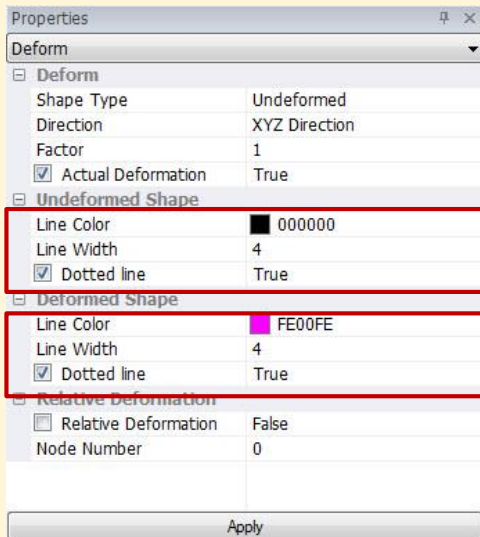 Properties
Deform
Deform
Shape Type Undeformed
Direction XYZ Direction
Factor 1
Actual Deformation True
Undeformed Shape
Line Color 000000
Line Width 4
Dotted line True
Deformed Shape
Line Color FE00FE
Line Width 4
Dotted line True
Relative Deformation
Relative Deformation False
Node Number 0
Apply